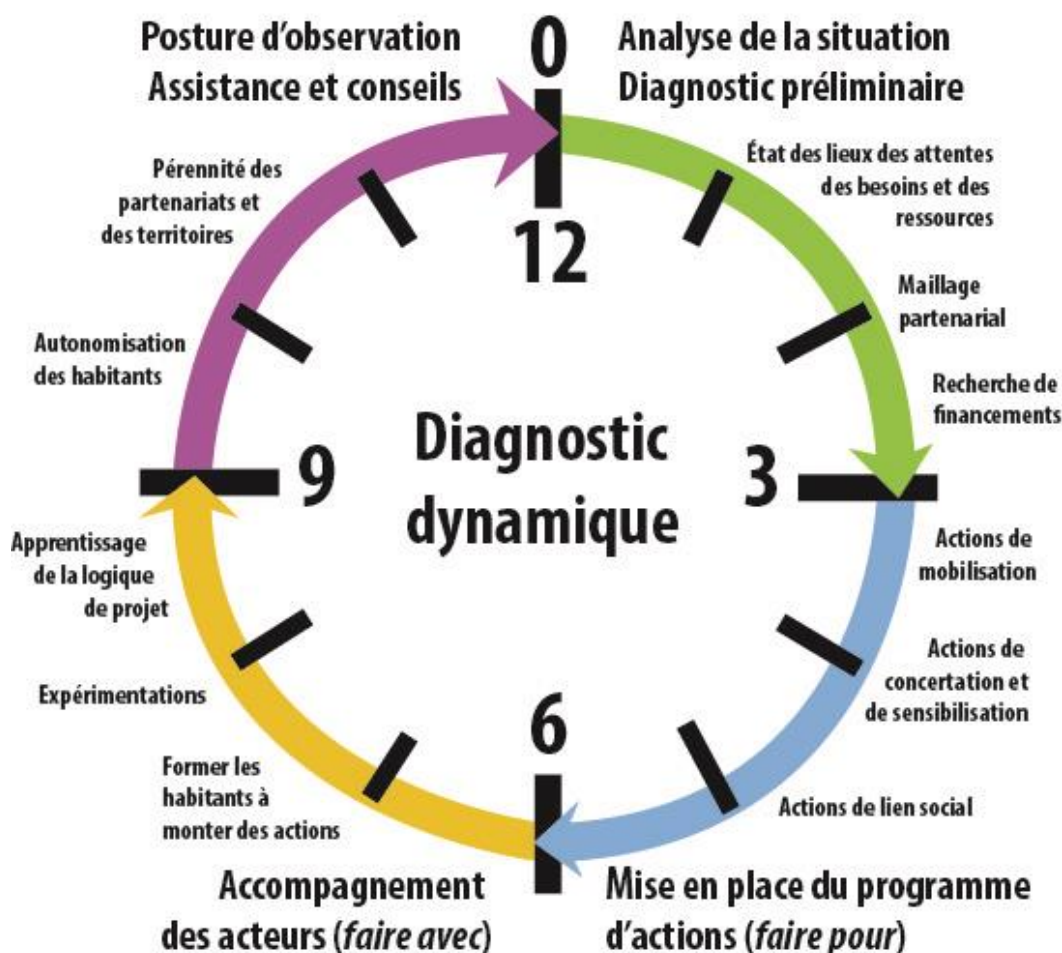 Posture d'observation
Assistance et conseils
0
Analyse de la situation
Diagnostic préliminaire
État des lieux des attentes
des besoins et des
ressources
Maillage
partenarial
Recherche de
financements
3
Actions de
mobilisation
Actions de
concertation et
de sensibilisation
Actions de lien social
Mise en place du programme
d'actions (faire pour)
6
Accompagnement
des acteurs (faire avec)
Former les
habitants à
monter des actions
Expérimentations
Apprentissage
de la logique
de projet
9
Autonomisation
des habitants
Pérennité des
partenariats et
des territoires
12
Diagnostic
dynamique